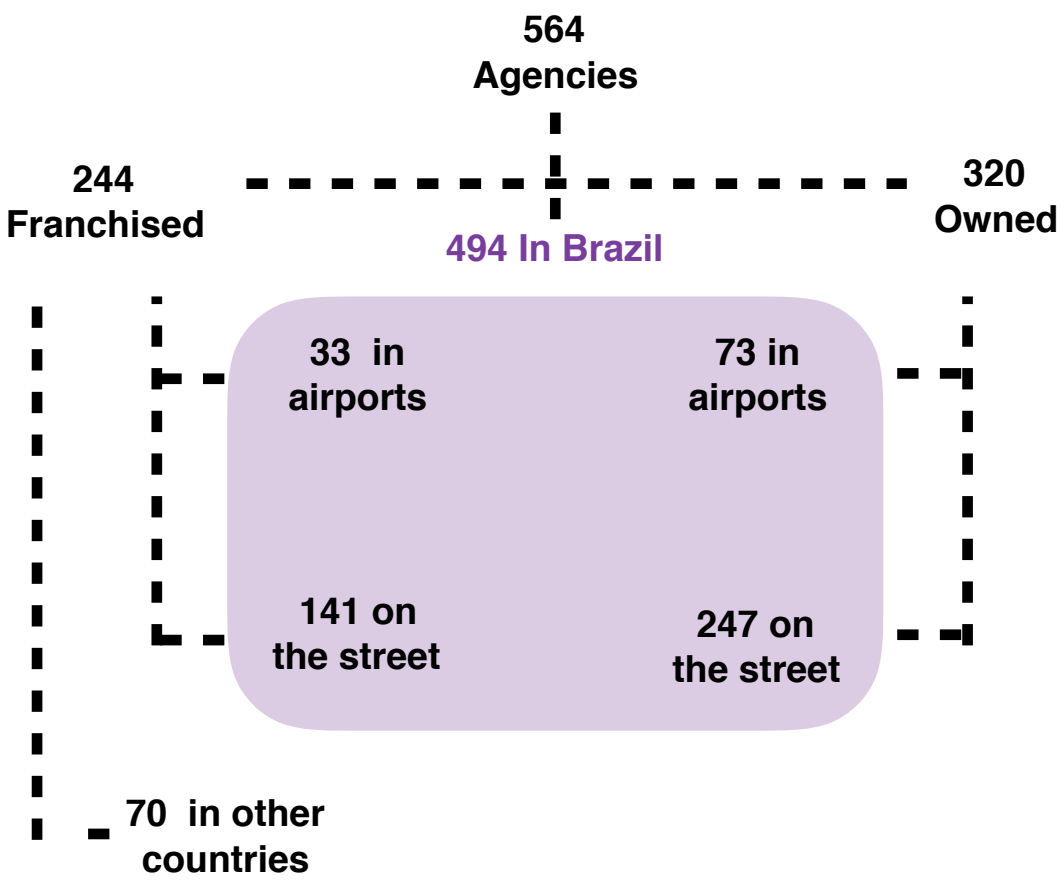 564
Agencies
244
Franchised
320
Owned
494 In Brazil
33 in
airports
73 in
airports
141 on
the street
247 on
the street
70 in other
countries